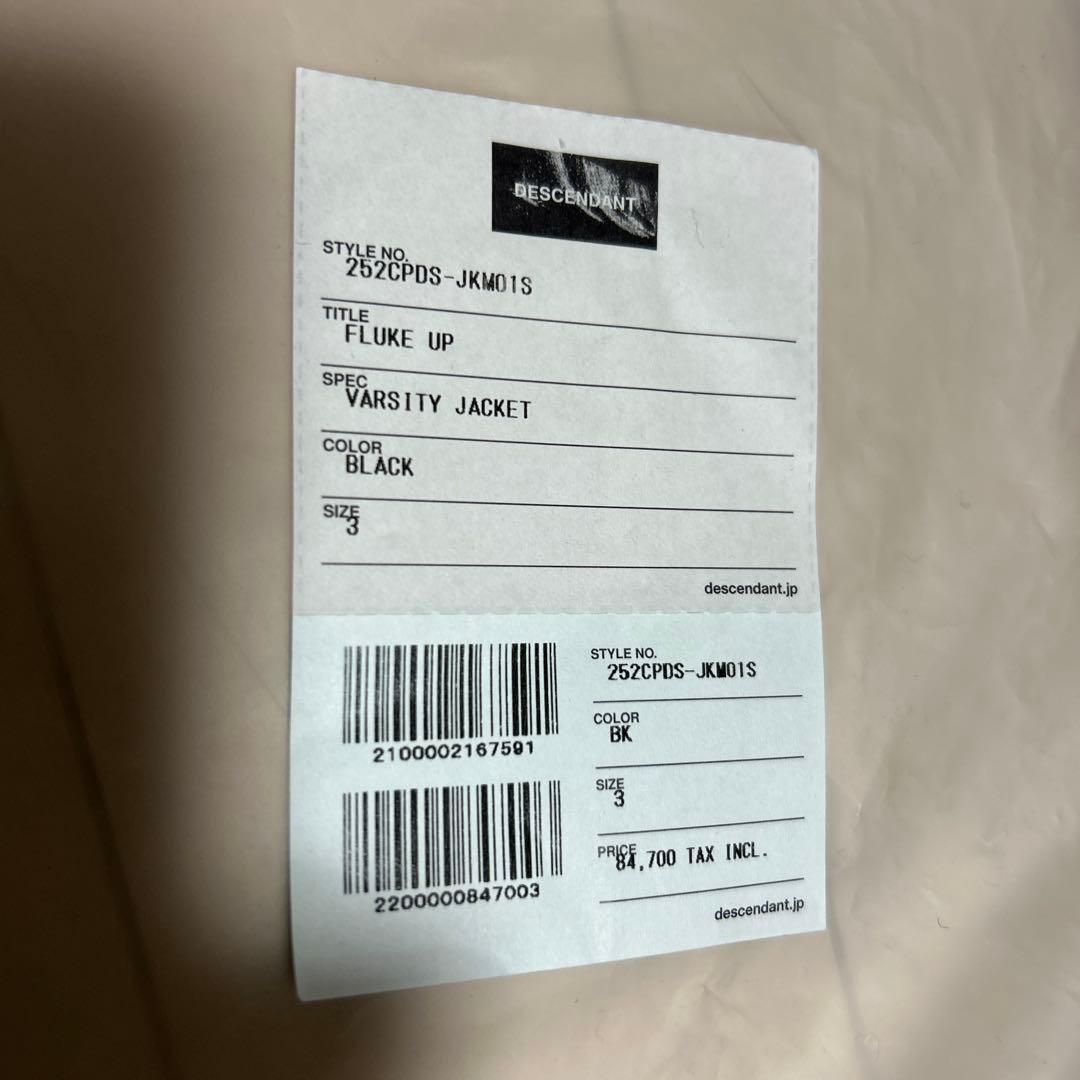 DESCENDANT
STYLE NO.
252CPDS-JKM01S
TITLE
FLUKE UP
SPEC
VARSITY JACKET
COLOR
BLACK
SIZE
3
descendant.jp
2100002167591
2200000847003
STYLE NO.
252CPDS-JKM01S
COLOR
BK
SIZE
3
PRICE
84,700 TAX INCL.
descendant.jp